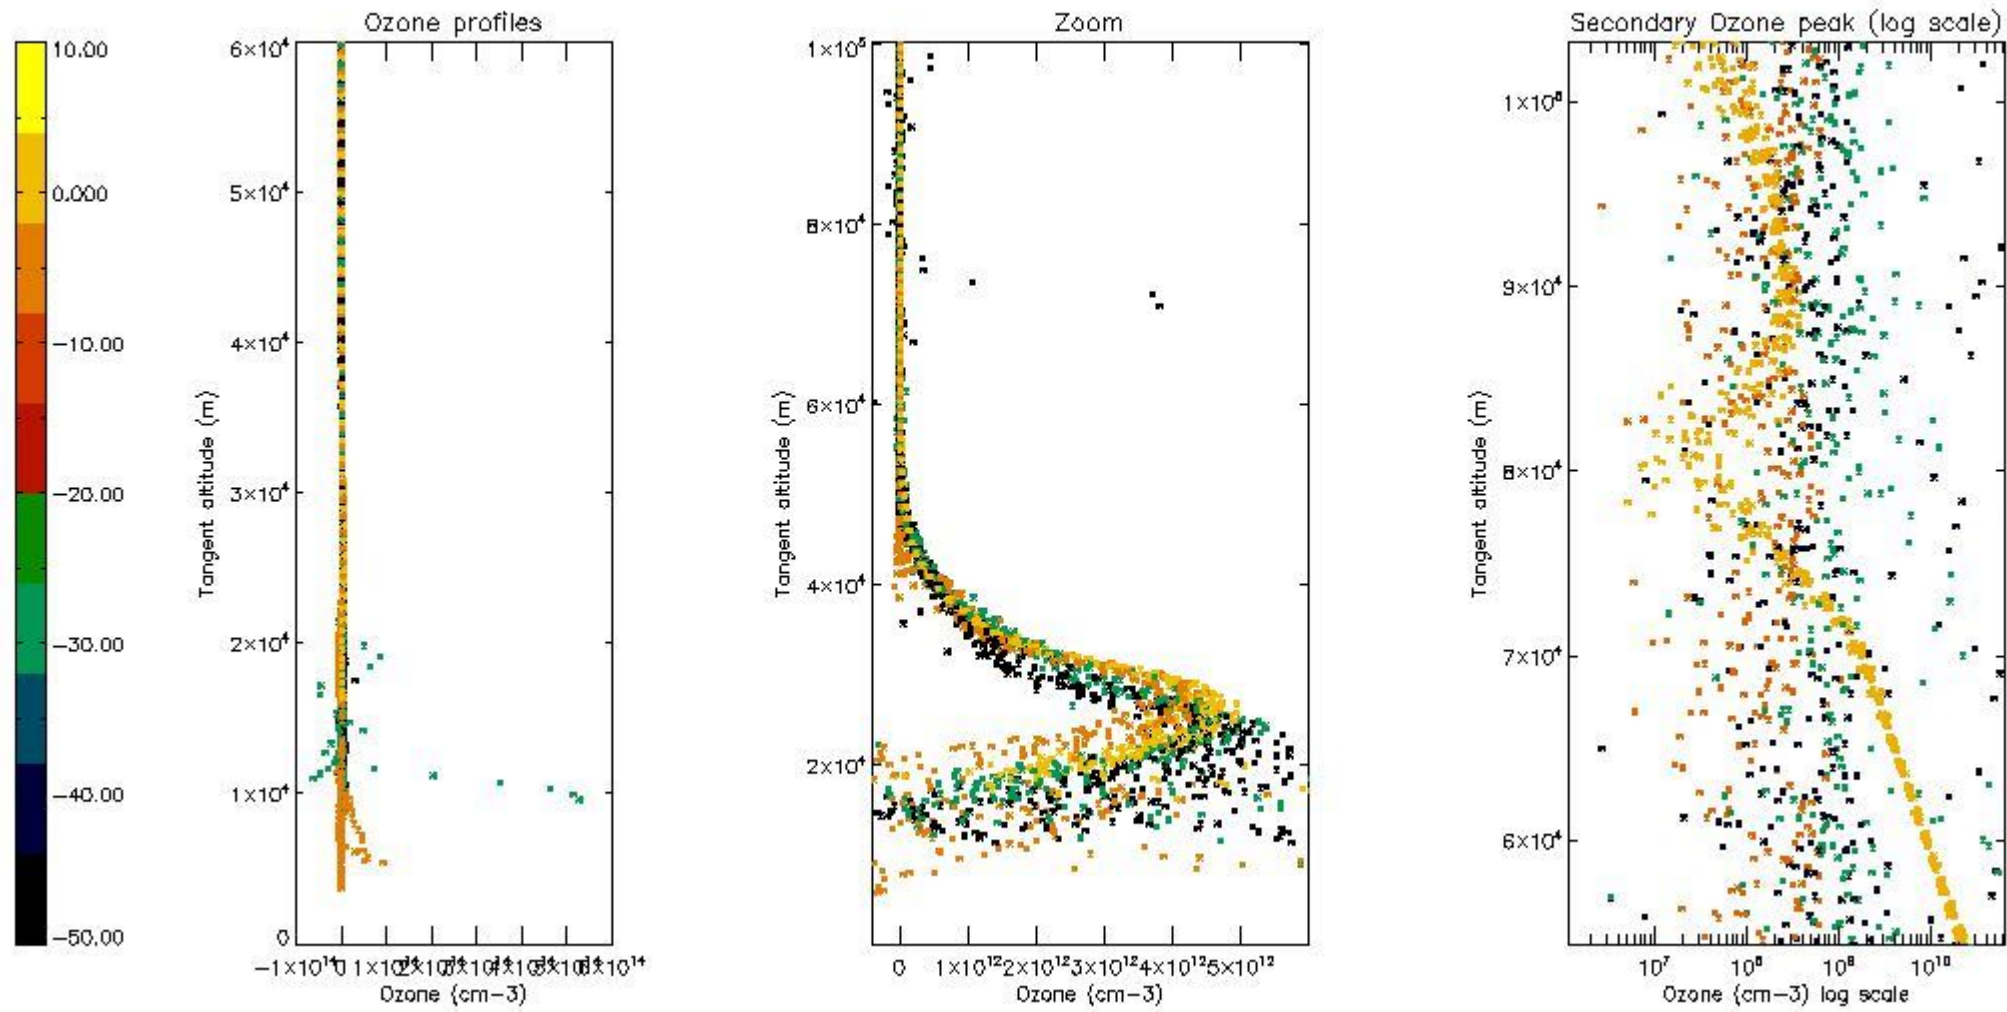 Ozone profiles
Zoom
Secondary Ozone peak (log scale)
10.00
0.000
−10.00
−20.00
−30.00
−40.00
−50.00
6×10⁴
5×10⁴
4×10⁴
3×10⁴
2×10⁴
1×10⁴
0
Tangent altitude (m)
−1×10¹⁴ 0
6×10¹⁴
Ozone (cm−3)
1×10⁵
8×10⁴
6×10⁴
4×10⁴
2×10⁴
Tangent altitude (m)
0 1×10¹² 2×10¹² 3×10¹² 4×10¹² 5×10¹²
Ozone (cm−3)
9×10⁴
8×10⁴
7×10⁴
6×10⁴
Tangent altitude (m)
10⁷ 10⁸ 10⁹ 10¹⁰
Ozone (cm−3) log scale